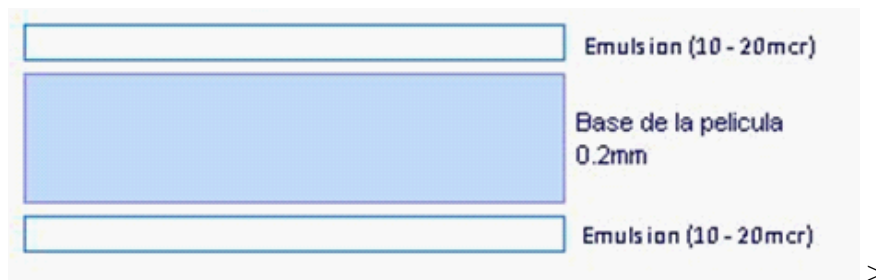 Emulsion (10 - 20mcr)
Base de la pelicula
0.2mm
Emulsion (10 - 20mcr)
>